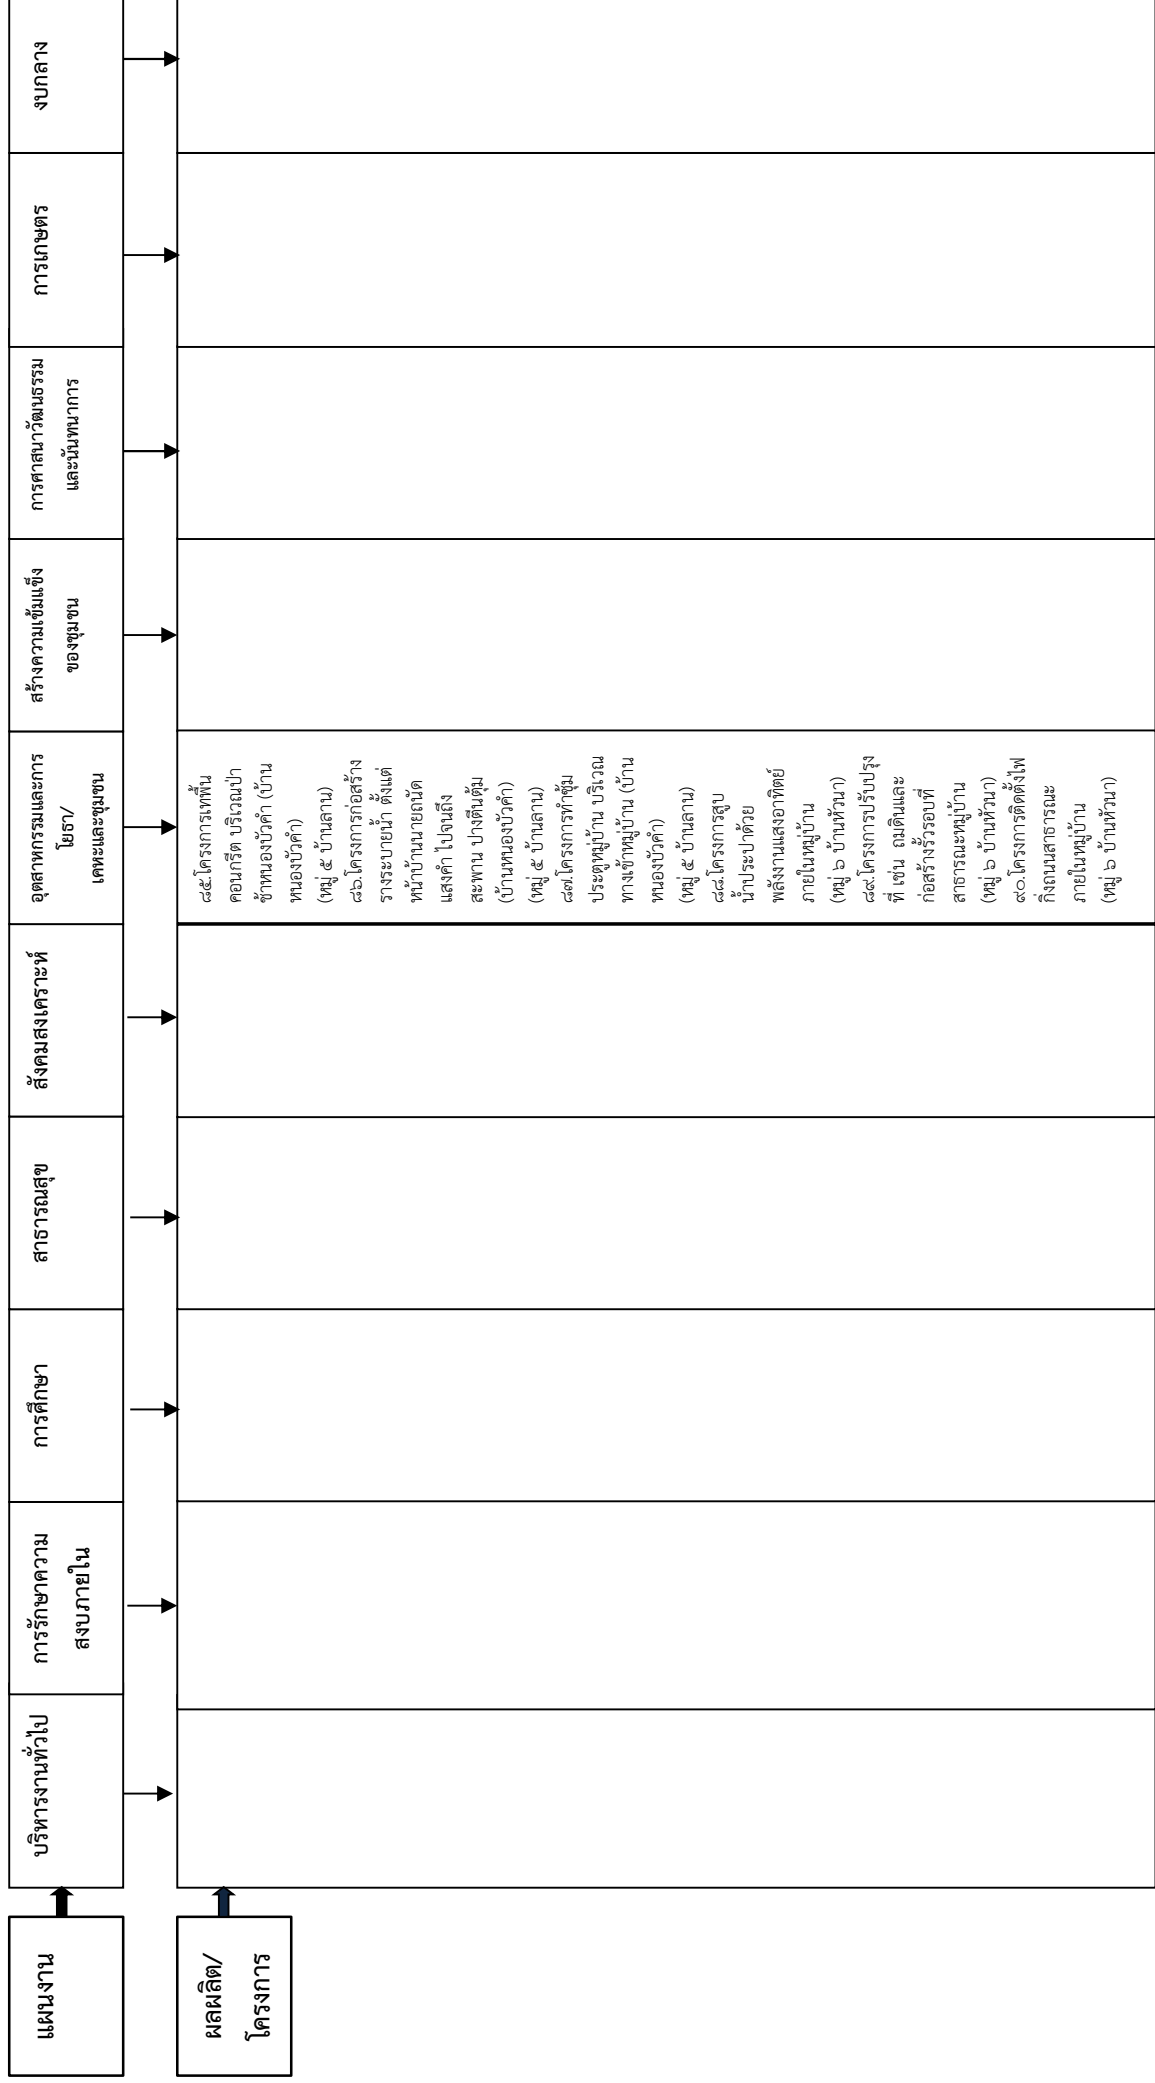 แผนงาน
บริหารงานทั่วไป
การรักษาความ
สงบภายใน
การศึกษา
สาธารณสุข
สังคมสงเคราะห์
อุตสาหกรรมและการ
โยธา/
เคหะและชุมชน
สร้างความเข้มแข็ง
ของชุมชน
การศาสนาวัฒนธรรม
และนันทนาการ
การเกษตร
งบกลาง
ผลผลิต/
โครงการ
๘๕.โครงการเทพื้น
คอนกรีต บริเวณป่า
ช้าหนองบัวคำ (บ้าน
หนองบัวคำ)
(หมู่ ๕ บ้านลาน)
๘๖.โครงการก่อสร้าง
รางระบายน้ำ ตั้งแต่
หน้าบ้านนายถนัด
แสงคำ ไปจนถึง
สะพาน ปางตีนตุ้ม
(บ้านหนองบัวคำ)
(หมู่ ๕ บ้านลาน)
๘๗.โครงการทำซุ้ม
ประตูหมู่บ้าน บริเวณ
ทางเข้าหมู่บ้าน (บ้าน
หนองบัวคำ)
(หมู่ ๕ บ้านลาน)
๘๘.โครงการสูบ
น้ำประปาด้วย
พลังงานแสงอาทิตย์
ภายในหมู่บ้าน
(หมู่ ๖ บ้านหัวนา)
๘๙.โครงการปรับปรุง
ที่ เช่น ถมดินและ
ก่อสร้างรั้วรอบที่
สาธารณะหมู่บ้าน
(หมู่ ๖ บ้านหัวนา)
๙๐.โครงการติดตั้งไฟ
กิ่งถนนสาธารณะ
ภายในหมู่บ้าน
(หมู่ ๖ บ้านหัวนา)